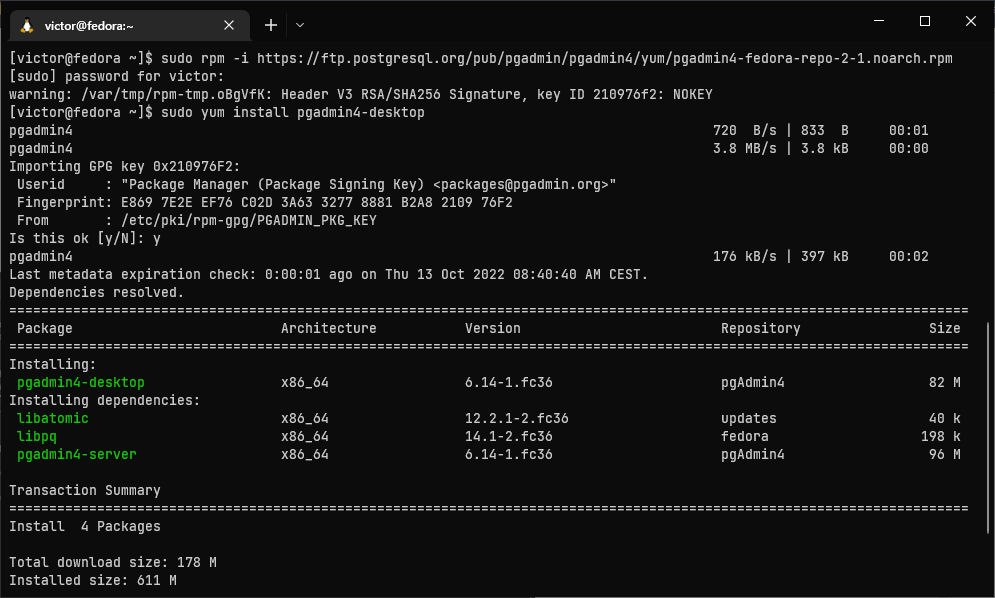 victor@fedora:~
[victor@fedora ~]$ sudo rpm -i https://ftp.postgresql.org/pub/pgadmin/pgadmin4/yum/pgadmin4-fedora-repo-2-1.noarch.rpm
[sudo] password for victor:
warning: /var/tmp/rpm-tmp.oBgVfK: Header V3 RSA/SHA256 Signature, key ID 210976f2: NOKEY
[victor@fedora ~]$ sudo yum install pgadmin4-desktop
pgadmin4 720  B/s | 833  B     00:01
pgadmin4 3.8 MB/s | 3.8 kB     00:00
Importing GPG key 0x210976F2:
 Userid     : "Package Manager (Package Signing Key) <packages@pgadmin.org>"
 Fingerprint: E869 7E2E EF76 C02D 3A63 3277 8881 B2A8 2109 76F2
 From       : /etc/pki/rpm-gpg/PGADMIN_PKG_KEY
Is this ok [y/N]: y
pgadmin4 176 kB/s | 397 kB     00:02
Last metadata expiration check: 0:00:01 ago on Thu 13 Oct 2022 08:40:40 AM CEST.
Dependencies resolved.
========================================================================================================================
 Package Architecture Version Repository Size
========================================================================================================================
Installing:
 pgadmin4-desktop x86_64 6.14-1.fc36 pgAdmin4 82 M
Installing dependencies:
 libatomic x86_64 12.2.1-2.fc36 updates 40 k
 libpq x86_64 14.1-2.fc36 fedora 198 k
 pgadmin4-server x86_64 6.14-1.fc36 pgAdmin4 96 M
Transaction Summary
========================================================================================================================
Install  4 Packages
Total download size: 178 M
Installed size: 611 M